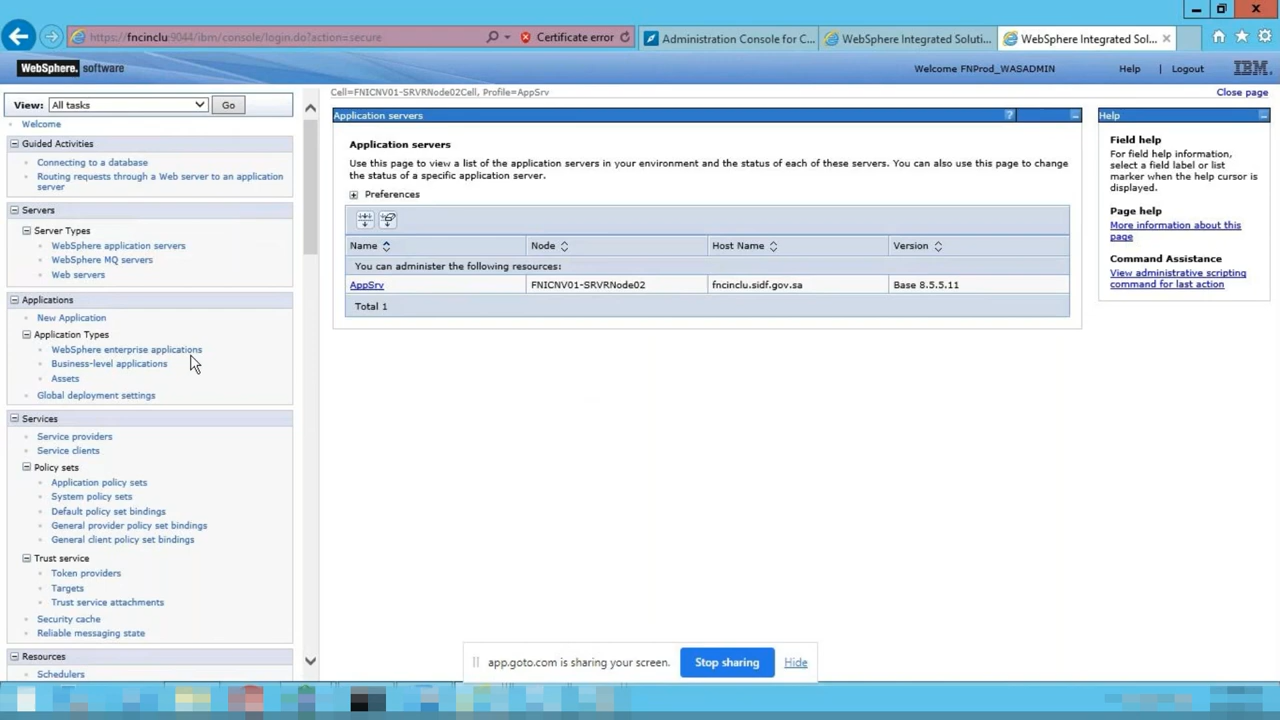 https://fncinclu:9044/ibm/console/login.do?action=secure
Certificate error
Administration Console for C...
WebSphere Integrated Soluti...
WebSphere Integrated Sol...
WebSphere. software
Welcome FNProd_WASADMIN
Help
Logout
IBM
View: All tasks
Go
Cell=FNICNV01-SRVRNode02Cell, Profile=AppSrv
Close page
Welcome
Guided Activities
Connecting to a database
Routing requests through a Web server to an application
server
Servers
Server Types
WebSphere application servers
WebSphere MQ servers
Web servers
Applications
New Application
Application Types
WebSphere enterprise applications
Business-level applications
Assets
Global deployment settings
Services
Service providers
Service clients
Policy sets
Application policy sets
System policy sets
Default policy set bindings
General provider policy set bindings
General client policy set bindings
Trust service
Token providers
Targets
Trust service attachments
Security cache
Reliable messaging state
Resources
Schedulers
Application servers
?
Application servers
Use this page to view a list of the application servers in your environment and the status of each of these servers. You can also use this page to change
the status of a specific application server.
Preferences
Name
Node
Host Name
Version
You can administer the following resources:
AppSrv
FNICNV01-SRVRNode02
fncinclu.sidf.gov.sa
Base 8.5.5.11
Total 1
Help
Field help
For field help information,
select a field label or list
marker when the help cursor is
displayed.
Page help
More information about this
page
Command Assistance
View administrative scripting
command for last action
app.goto.com is sharing your screen.
Stop sharing
Hide